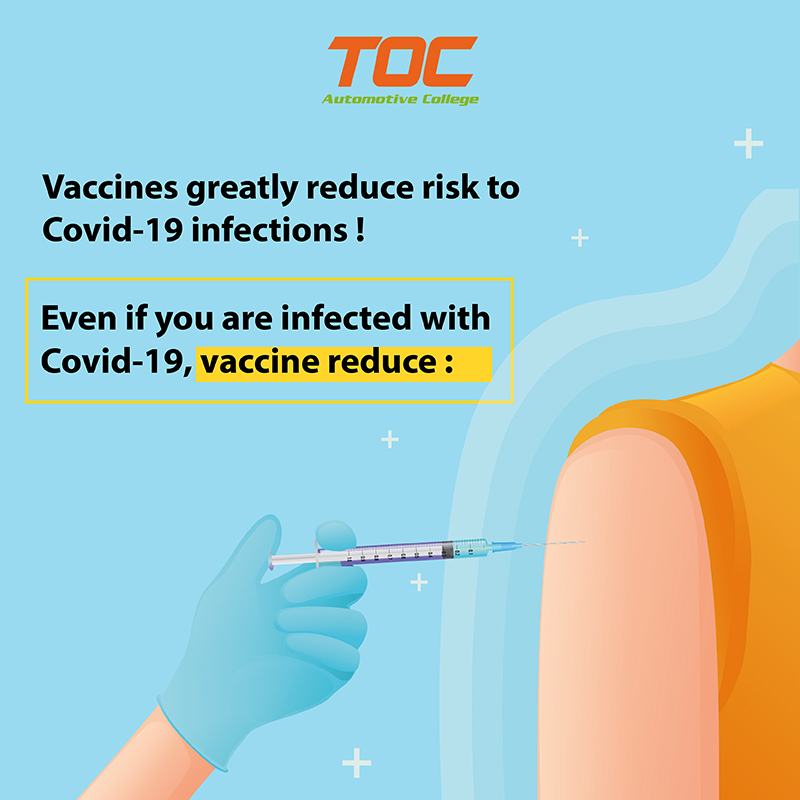 TOC
Automotive College
Vaccines greatly reduce risk to
Covid-19 infections !
Even if you are infected with
Covid-19, vaccine reduce :